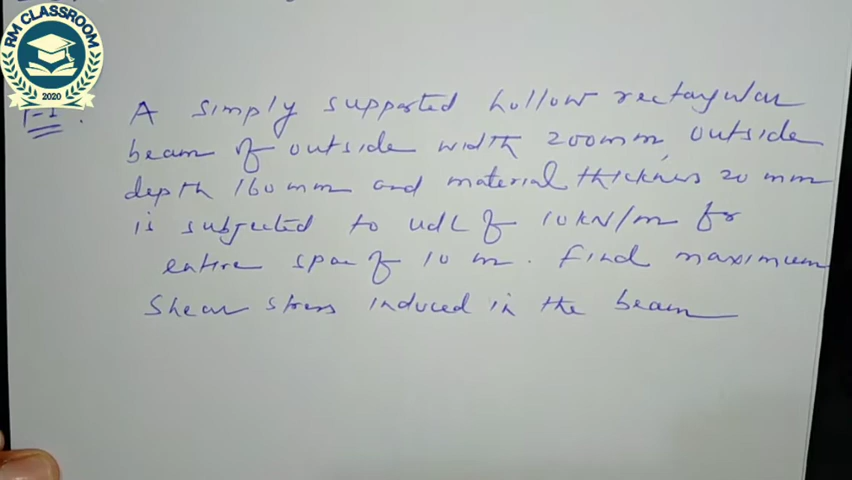 RM CLASSROOM
2020
A simply supported hollow rectangular
beam of outside width 200mm, outside
depth 160mm and material thickness 20 mm
is subjected to udl of 10kN/m for
entire span of 10 m. Find maximum
shear stress induced in the beam